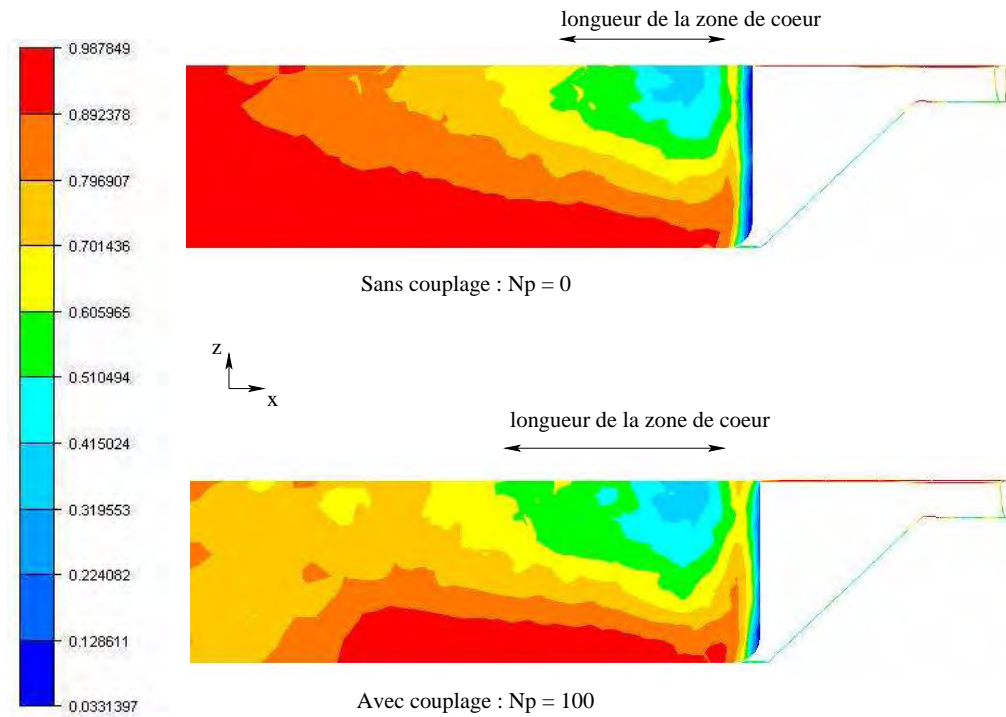 longueur de la zone de coeur
0.987849
0.892378
0.796907
0.701436
0.605965
0.510494
0.415024
0.319553
0.224082
0.128611
0.0331397
Sans couplage : Np = 0
z
x
longueur de la zone de coeur
Avec couplage : Np = 100